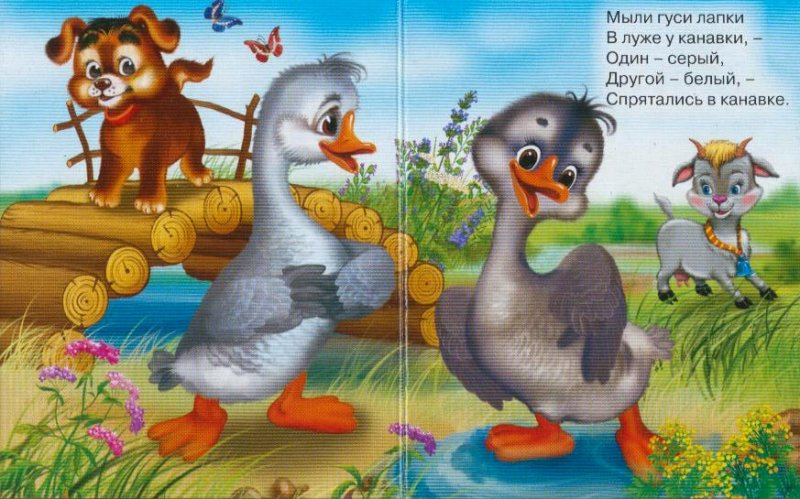 Мыли гуси лапки
В луже у канавки, –
Один – серый,
Другой – белый, –
Спрятались в канавке.